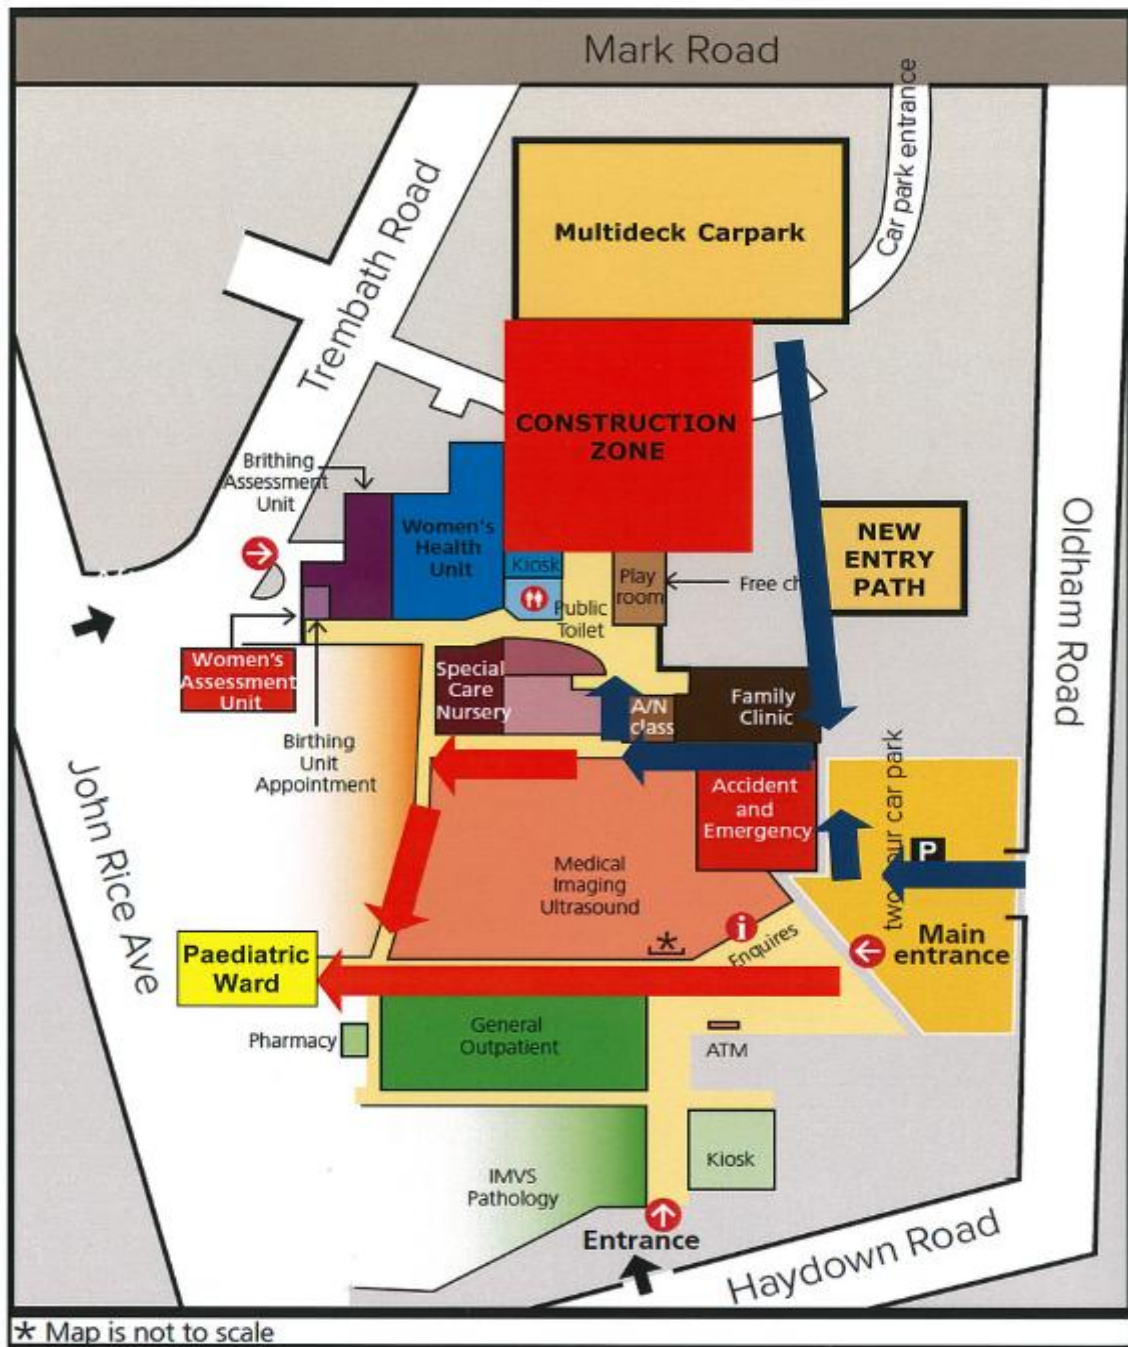 Mark Road
Car park entrance
Multideck Carpark
Trembath Road
CONSTRUCTION
ZONE
Brithing
Assessment
Unit
Women's
Health
Unit
Kiosk
Public
Toilet
Play
room
Free
NEW
ENTRY
PATH
Oldham Road
Women's
Assessment
Unit
Special
Care
Nursery
A/N
class
Family
Clinic
Birthing
Unit
Appointment
John Rice Ave
Accident
and
Emergency
car park
P
Medical
Imaging
Ultrasound
*
i
Enquires
Main
entrance
Paediatric
Ward
Pharmacy
General
Outpatient
ATM
IMVS
Pathology
Kiosk
Entrance
Haydown Road
* Map is not to scale